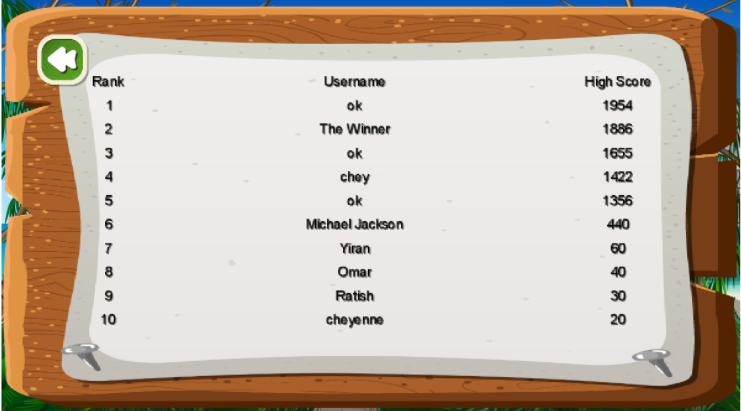 Rank Username High Score
1 ok 1954
2 The Winner 1886
3 ok 1655
4 chey 1422
5 ok 1356
6 Michael Jackson 440
7 Yiran 60
8 Omar 40
9 Ratish 30
10 cheyenne 20